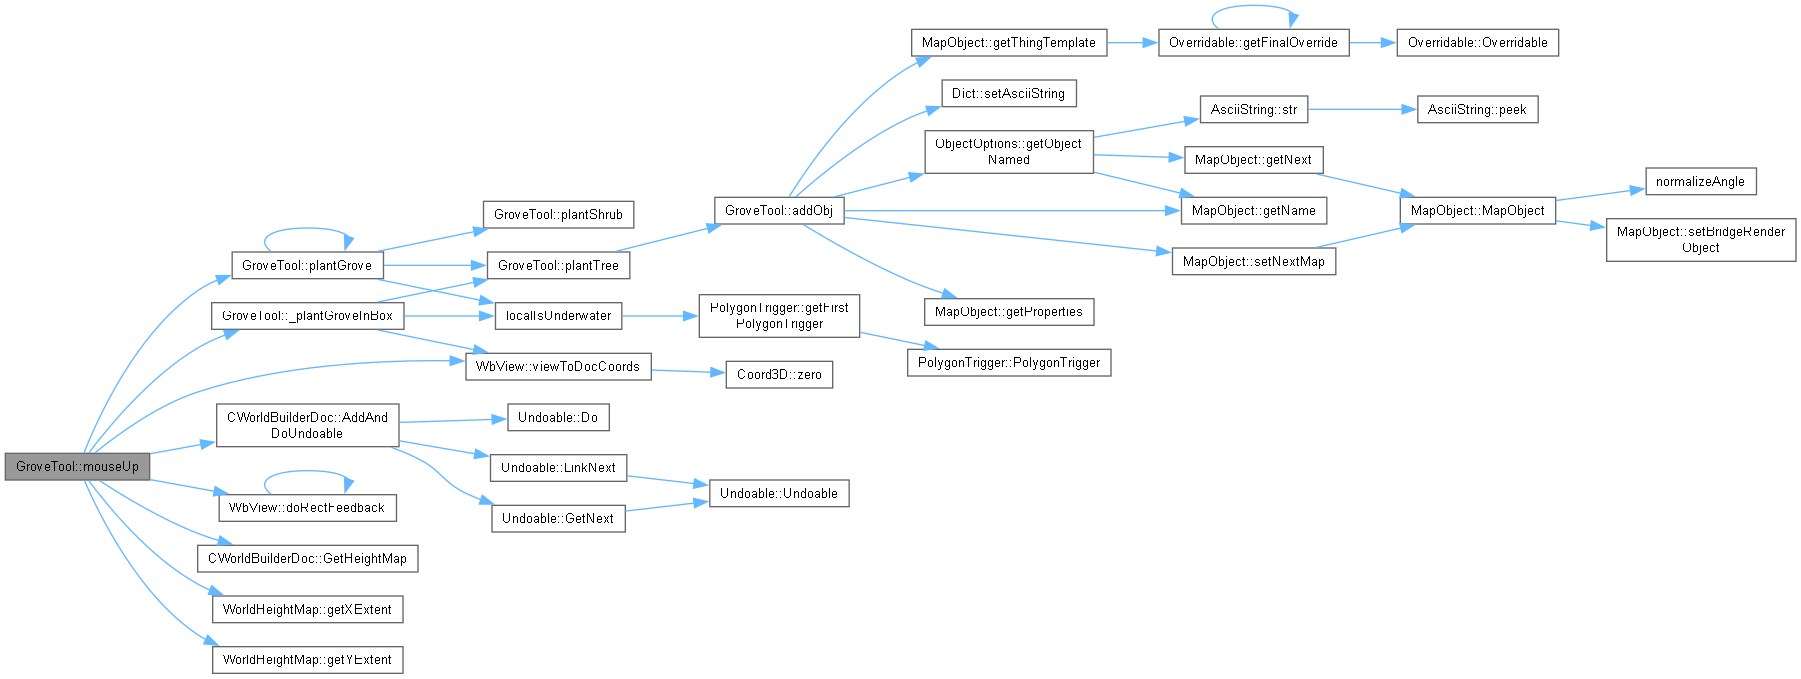 GroveTool::mouseUp
GroveTool::plantGrove
GroveTool::_plantGroveInBox
CWorldBuilderDoc::AddAnd
DoUndoable
WbView::doRectFeedback
CWorldBuilderDoc::GetHeightMap
WorldHeightMap::getXExtent
WorldHeightMap::getYExtent
GroveTool::plantShrub
GroveTool::plantTree
localIsUnderwater
WbView::viewToDocCoords
Undoable::Do
Undoable::LinkNext
Undoable::GetNext
GroveTool::addObj
PolygonTrigger::getFirst
PolygonTrigger
Coord3D::zero
Undoable::Undoable
MapObject::getThingTemplate
Dict::setAsciiString
ObjectOptions::getObject
Named
MapObject::getProperties
PolygonTrigger::PolygonTrigger
Overridable::getFinalOverride
AsciiString::str
MapObject::getNext
MapObject::getName
MapObject::setNextMap
Overridable::Overridable
AsciiString::peek
MapObject::MapObject
normalizeAngle
MapObject::setBridgeRender
Object